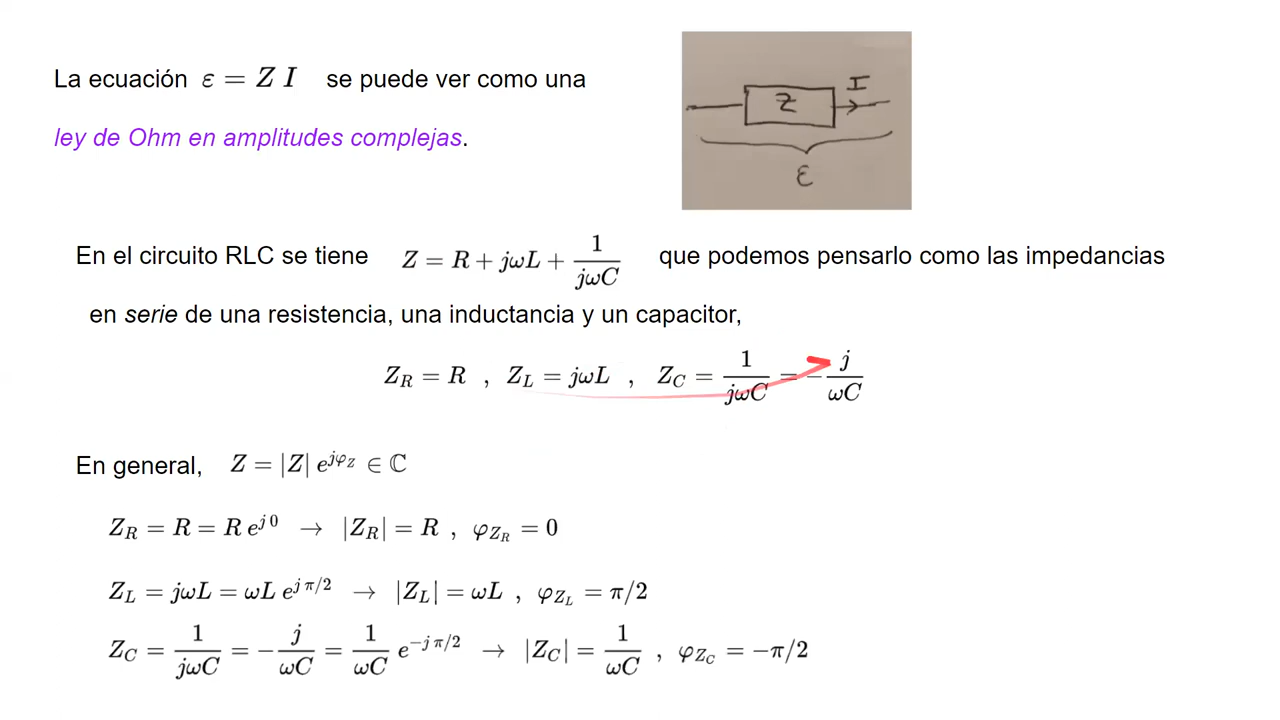 La ecuación ε = Z I se puede ver como una
ley de Ohm en amplitudes complejas.
Z I
ε
En el circuito RLC se tiene Z = R + jωL + 1/(jωC) que podemos pensarlo como las impedancias
en serie de una resistencia, una inductancia y un capacitor,
Z_R = R , Z_L = jωL , Z_C = 1/(jωC) = -j/(ωC)
En general, Z = |Z| e^{jφ_Z} ∈ ℂ
Z_R = R = R e^{j 0} → |Z_R| = R , φ_{Z_R} = 0
Z_L = jωL = ωL e^{j π/2} → |Z_L| = ωL , φ_{Z_L} = π/2
Z_C = 1/(jωC) = -j/(ωC) = 1/(ωC) e^{-j π/2} → |Z_C| = 1/(ωC) , φ_{Z_C} = -π/2